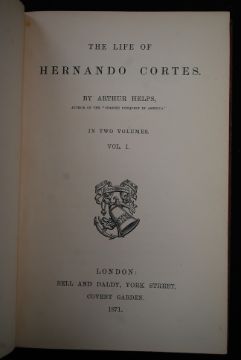 THE LIFE OF
HERNANDO CORTES.
BY ARTHUR HELPS,
AUTHOR OF THE "SPANISH CONQUEST IN AMERICA."
IN TWO VOLUMES.
VOL. I.
LONDON:
BELL AND DALDY, YORK STREET,
COVENT GARDEN.
1871.